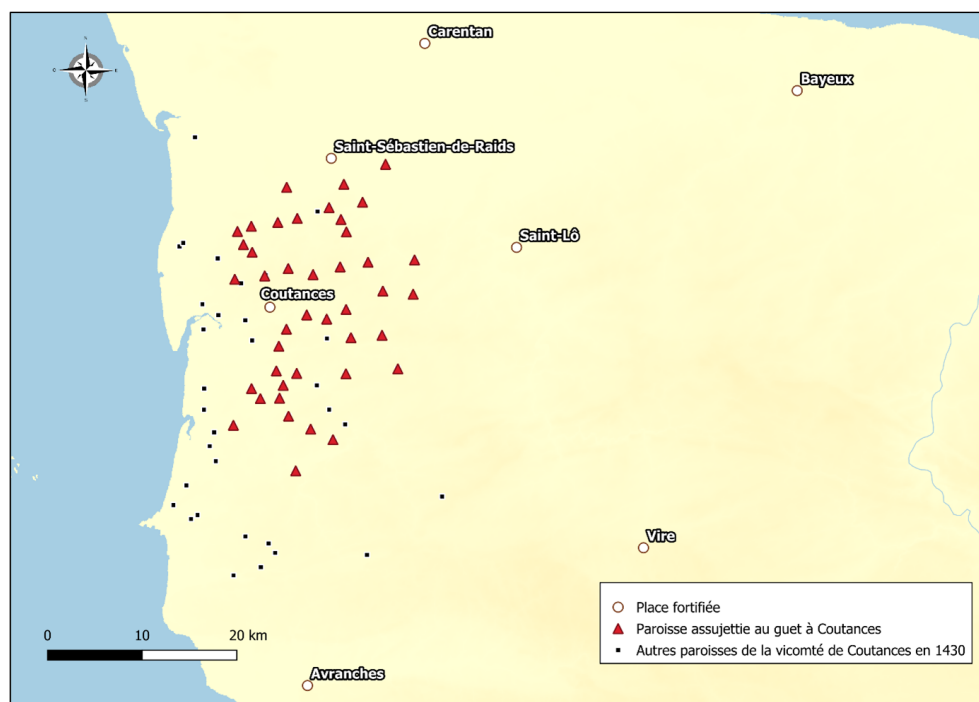 Carentan
Bayeux
Saint-Sébastien-de-Raids
Saint-Lô
Coutances
Vire
Avranches
Place fortifiée
Paroisse assujettie au guet à Coutances
Autres paroisses de la vicomté de Coutances en 1430
0 10 20 km